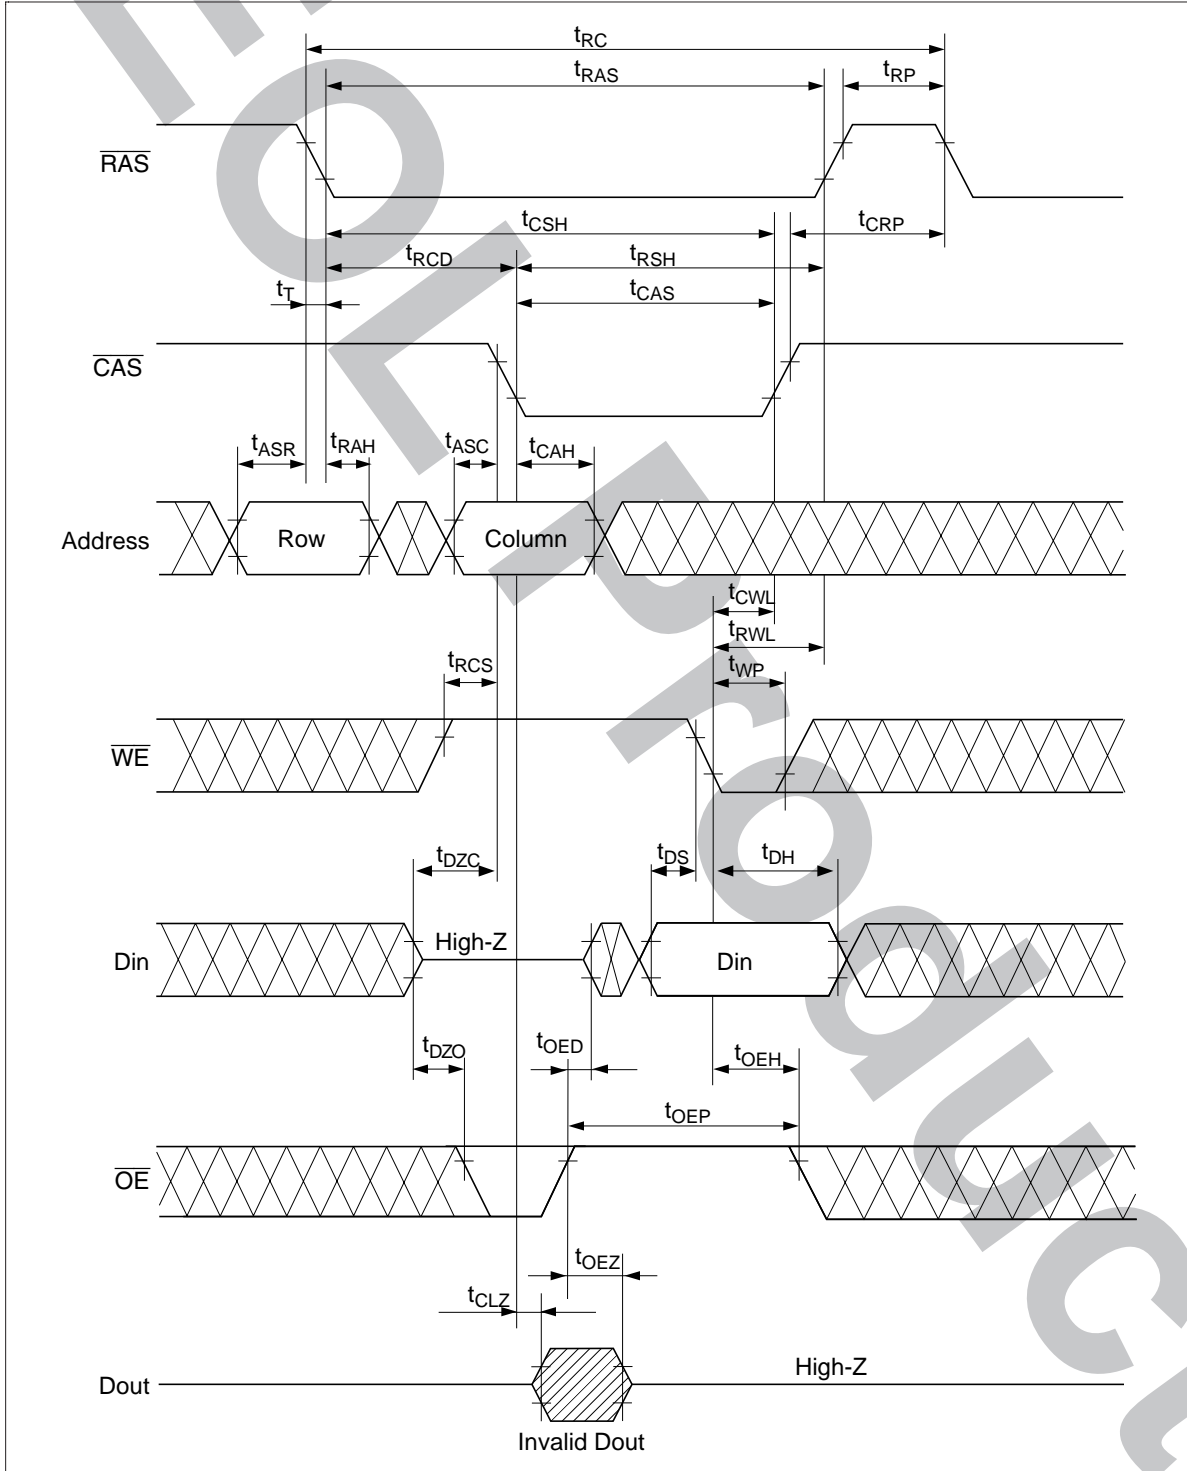 tRC
tRAS
tRP
RAS
tCSH
tCRP
tRCD
tRSH
tT
tCAS
CAS
tASR
tRAH
tASC
tCAH
Address
Row
Column
tCWL
tRWL
tRCS
tWP
WE
tDZC
tDS
tDH
High-Z
Din
Din
tDZO
tOED
tOEH
tOEP
OE
tOEZ
tCLZ
High-Z
Dout
Invalid Dout
EOL Product